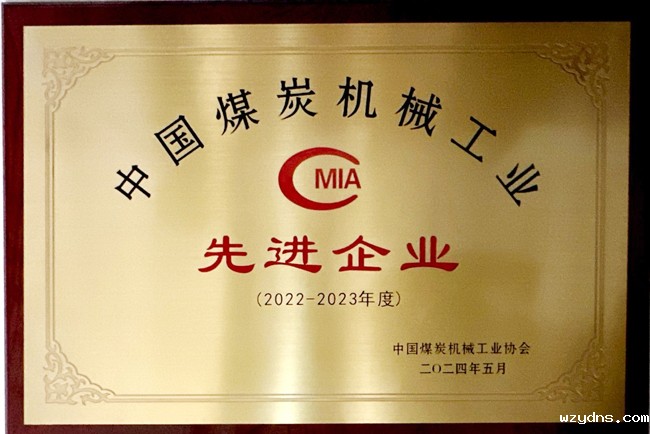 中国煤炭机械工业
CMIA
先进企业
(2022-2023年度)
中国煤炭机械工业协会
二〇二四年五月
wzydns.com